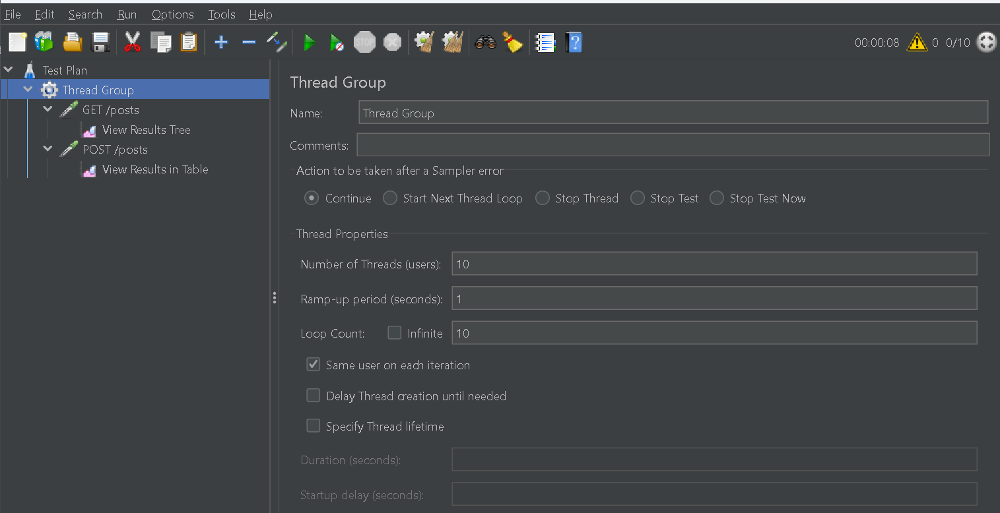 File Edit Search Run Options Tools Help
STOP 00:00:08 0 0/10
Test Plan
Thread Group
GET /posts
View Results Tree
POST /posts
View Results in Table
Thread Group
Name: Thread Group
Comments:
Action to be taken after a Sampler error
Continue Start Next Thread Loop Stop Thread Stop Test Stop Test Now
Thread Properties
Number of Threads (users): 10
Ramp-up period (seconds): 1
Loop Count: Infinite 10
Same user on each iteration
Delay Thread creation until needed
Specify Thread lifetime
Duration (seconds):
Startup delay (seconds):